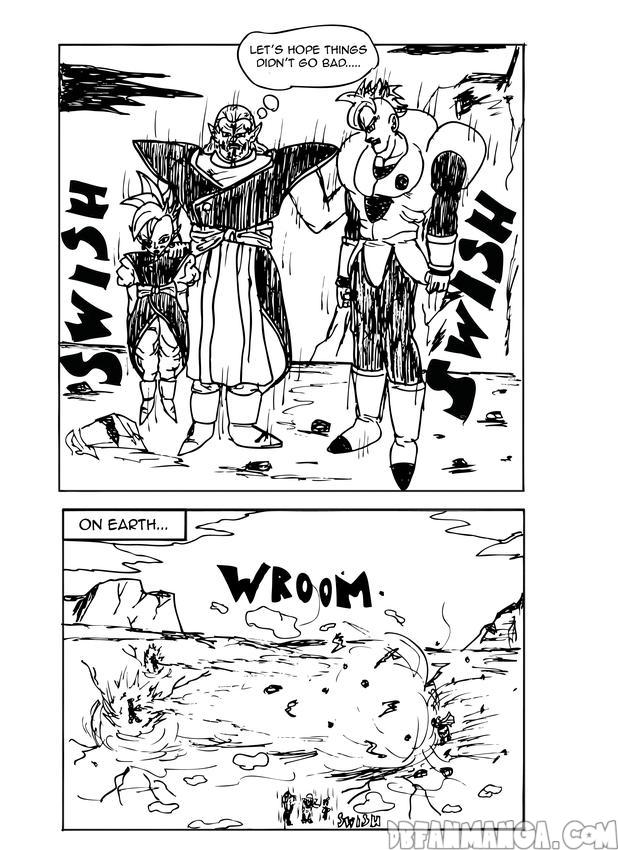 LET'S HOPE THINGS
DIDN'T GO BAD.....
SWISH
SWISH
ON EARTH...
WROOM.
SWISH
DBFANMANGA.COM